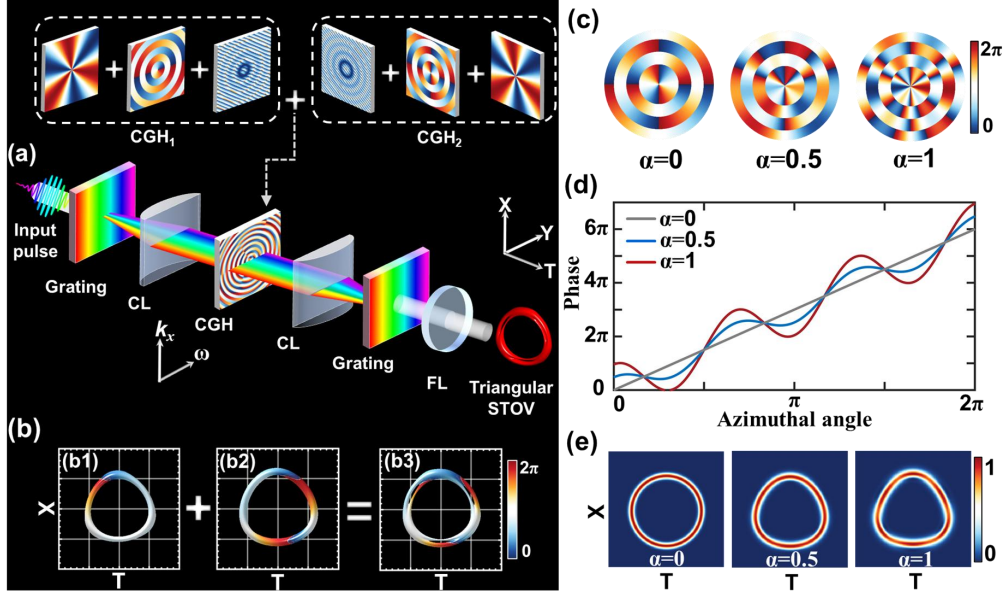 CGH₁
CGH₂
(a)
Input
pulse
Grating
CL
CGH
CL
Grating
FL
Triangular
STOV
X
Y
T
kₓ
ω
(b)
(b1)
(b2)
(b3)
2π
0
X
T
T
T
(c)
α=0
α=0.5
α=1
2π
0
(d)
α=0
α=0.5
α=1
6π
4π
2π
0
Phase
0
π
2π
Azimuthal angle
(e)
X
α=0
α=0.5
α=1
T
T
T
1
0